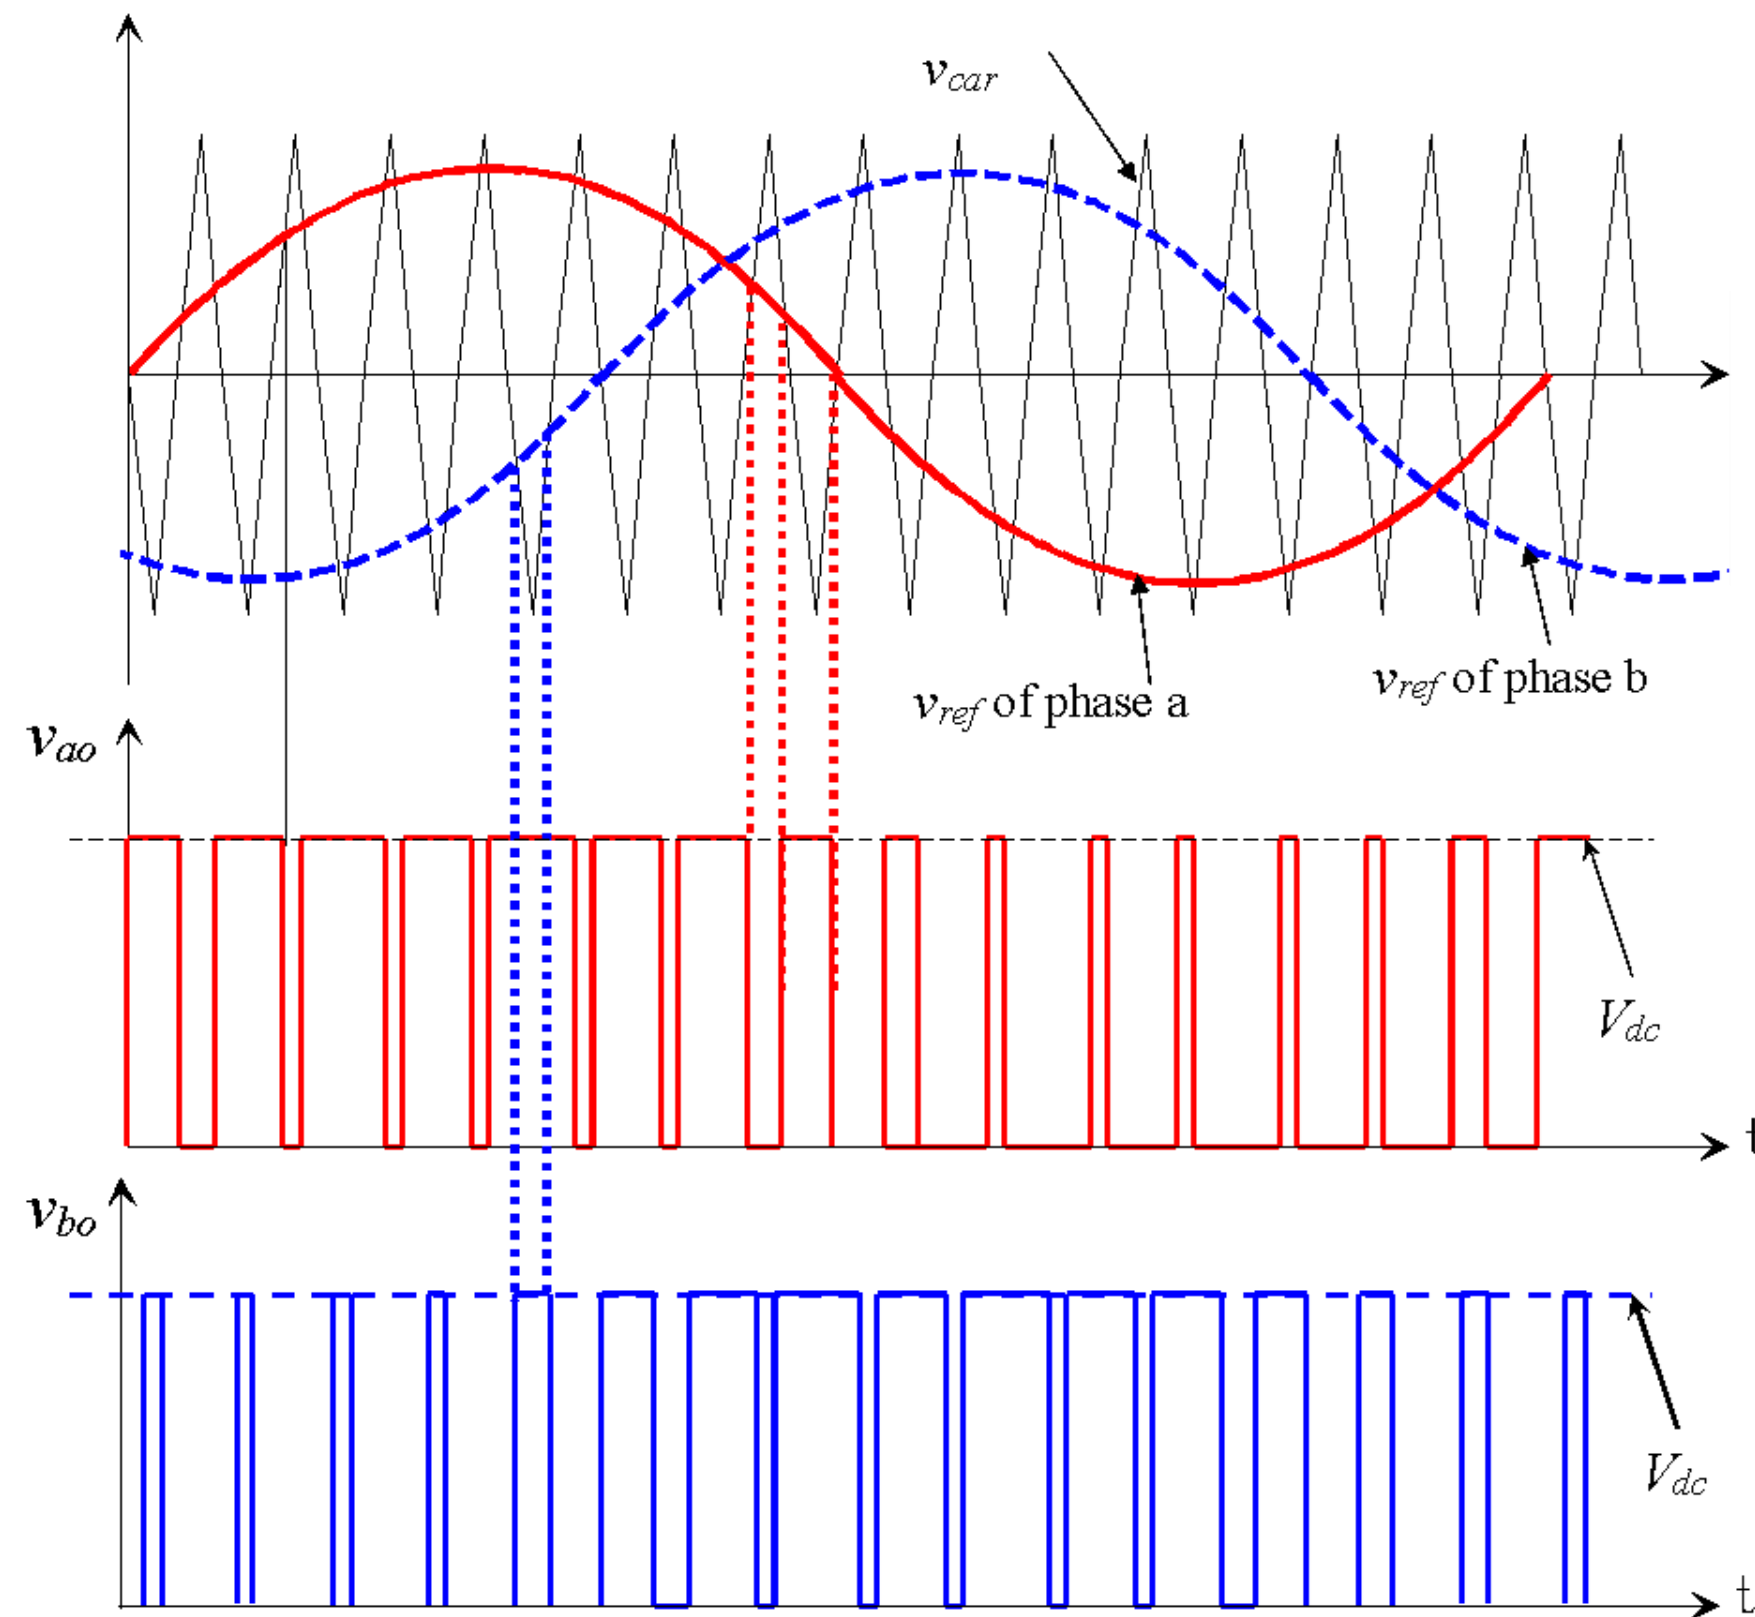 v_car
v_ref of phase b
v_ref of phase a
v_ao
V_dc
t
v_bo
V_dc
t